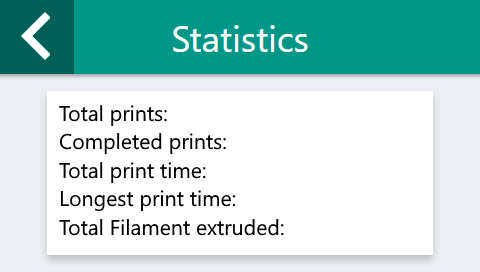 Statistics
Total prints:
Completed prints:
Total print time:
Longest print time:
Total Filament extruded: